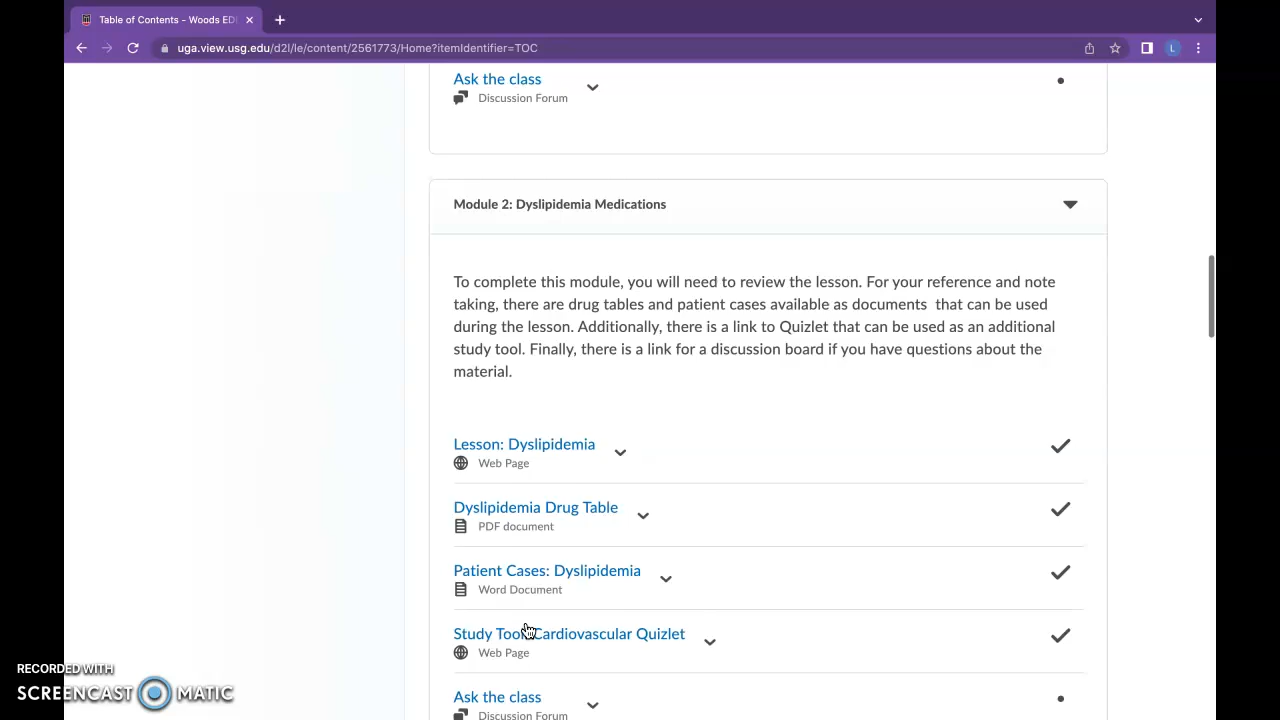 Table of Contents - Woods ED
uga.view.usg.edu/d2l/le/content/2561773/Home?itemIdentifier=TOC
L
Ask the class
Discussion Forum
Module 2: Dyslipidemia Medications
To complete this module, you will need to review the lesson. For your reference and note
taking, there are drug tables and patient cases available as documents that can be used
during the lesson. Additionally, there is a link to Quizlet that can be used as an additional
study tool. Finally, there is a link for a discussion board if you have questions about the
material.
Lesson: Dyslipidemia
Web Page
Dyslipidemia Drug Table
PDF document
Patient Cases: Dyslipidemia
Word Document
Study Tool: Cardiovascular Quizlet
Web Page
Ask the class
Discussion Forum
RECORDED WITH
SCREENCAST MATIC